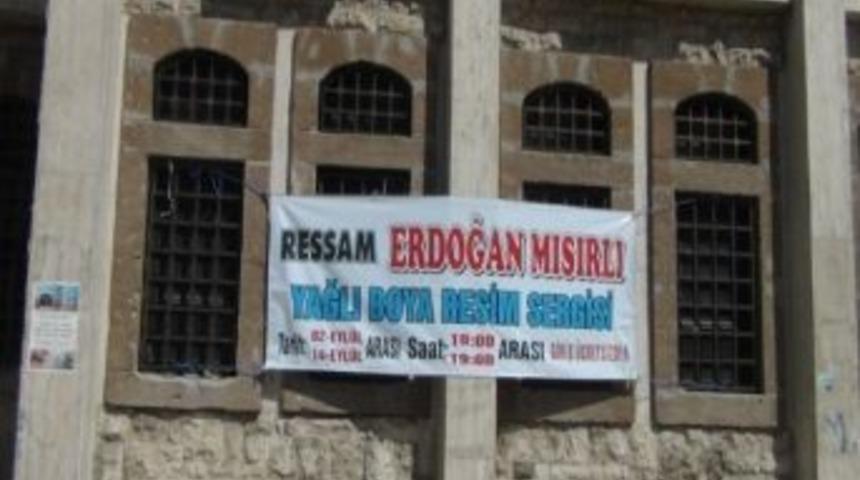 RESSAM ERDOĞAN MISIRLI
YAĞLI BOYA RESİM SERGİSİ
Tarih: 02-EYLÜL 16-EYLÜL ARASI Saat: 10:00 19:00 ARASI